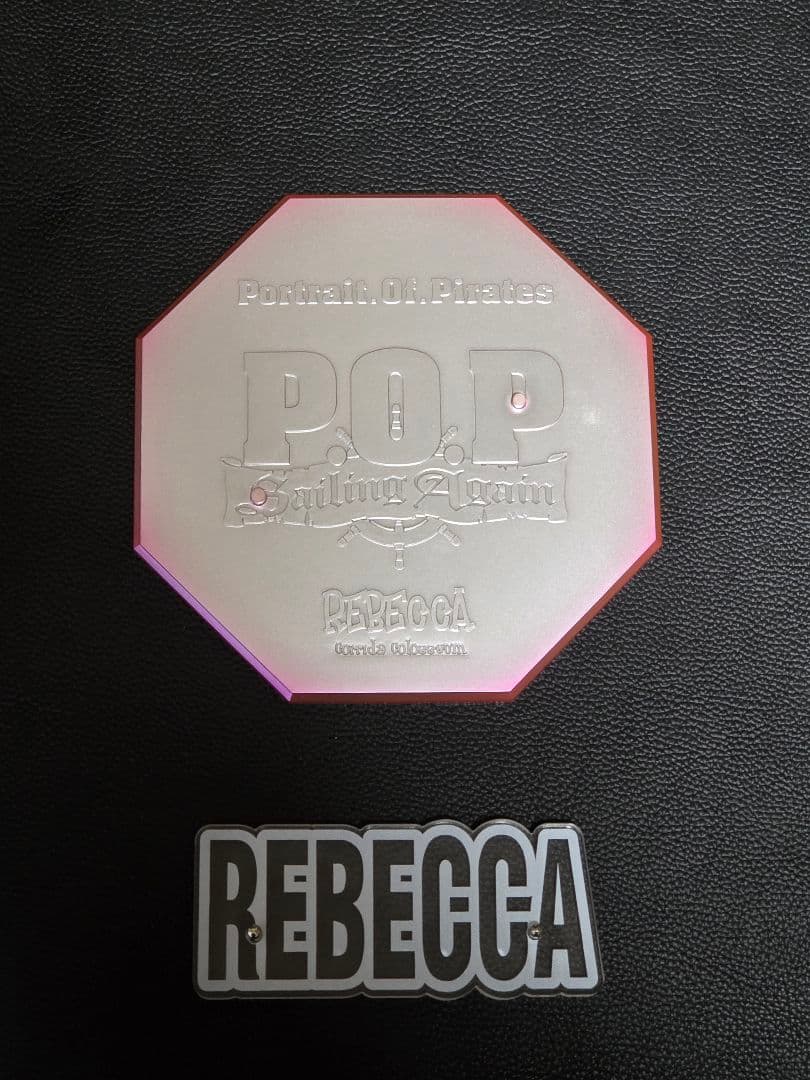 Portrait.Of.Pirates
P.O.P
Sailing Again
REBECCA
Corrida Colosseum
REBECCA